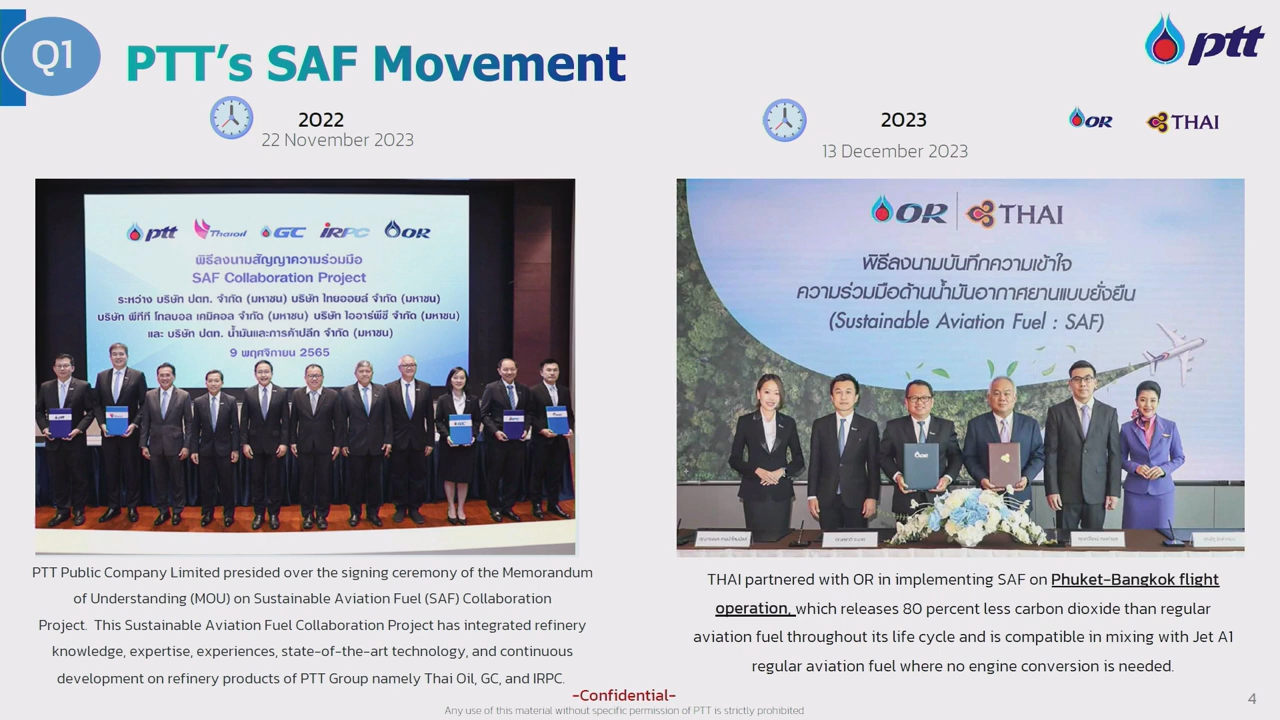 Q1
PTT's SAF Movement
ptt
2022
22 November 2023
2023
13 December 2023
OR
THAI
ptt
Thaioil
GC
IRPC
OR
พิธีลงนามสัญญาความร่วมมือ
SAF Collaboration Project
ระหว่าง บริษัท ปตท. จำกัด (มหาชน) บริษัท ไทยออยล์ จำกัด (มหาชน)
บริษัท พีทีที โกลบอล เคมิคอล จำกัด (มหาชน) บริษัท ไออาร์พีซี จำกัด (มหาชน)
และ บริษัท ปตท. น้ำมันและการค้าปลีก จำกัด (มหาชน)
9 พฤศจิกายน 2565
OR
THAI
พิธีลงนามบันทึกความเข้าใจ
ความร่วมมือด้านน้ำมันอากาศยานแบบยั่งยืน
(Sustainable Aviation Fuel : SAF)
PTT Public Company Limited presided over the signing ceremony of the Memorandum
of Understanding (MOU) on Sustainable Aviation Fuel (SAF) Collaboration
Project. This Sustainable Aviation Fuel Collaboration Project has integrated refinery
knowledge, expertise, experiences, state-of-the-art technology, and continuous
development on refinery products of PTT Group namely Thai Oil, GC, and IRPC.
THAI partnered with OR in implementing SAF on Phuket-Bangkok flight
operation, which releases 80 percent less carbon dioxide than regular
aviation fuel throughout its life cycle and is compatible in mixing with Jet A1
regular aviation fuel where no engine conversion is needed.
-Confidential-
Any use of this material without specific permission of PTT is strictly prohibited
4